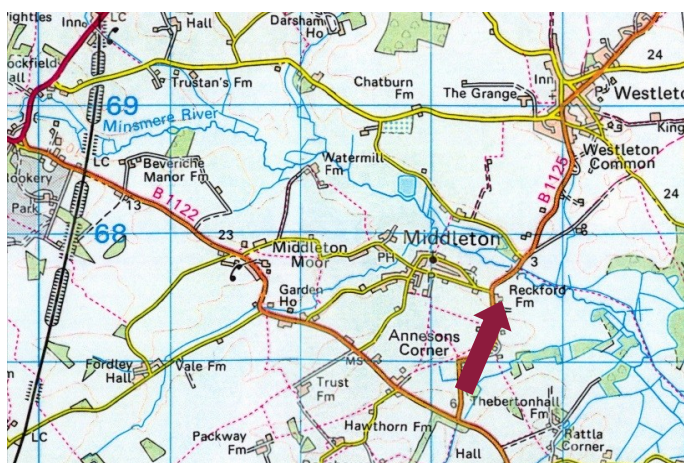 Inn
LC
Hall
Darsham
Ho
24
Trustan's Fm
Chatburn
Fm
The Grange
Inn
P
Westlet
69
Minsmere River
King
LC
Beveriche
Manor Fm
Watermill
Fm
Westleton
Common
ookery
Park
13
B 1122
B 1125
24
68
23
Middleton
Moor
PH
Middleton
3
Garden
Ho
Reckford
Fm
Annesons
Corner
MS
Fordley
Hall
Vale Fm
Trust
Fm
6
Thebertonhall
Fm
Hawthorn Fm
LC
Packway
Fm
Hall
Rattla
Corner